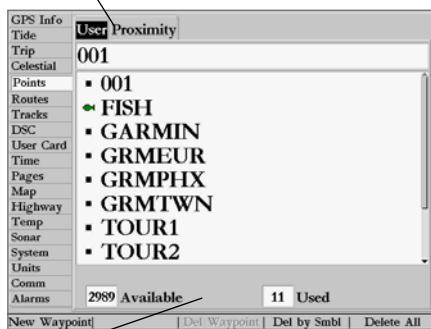 GPS Info
Tide
Trip
Celestial
Points
Routes
Tracks
DSC
User Card
Time
Pages
Map
Highway
Temp
Sonar
System
Units
Comm
Alarms
User Proximity
001
001
FISH
GARMIN
GRMEUR
GRMPHX
GRMTWN
TOUR1
TOUR2
2989 Available 11 Used
New Waypoint Del Waypoint Del by Smbl Delete All